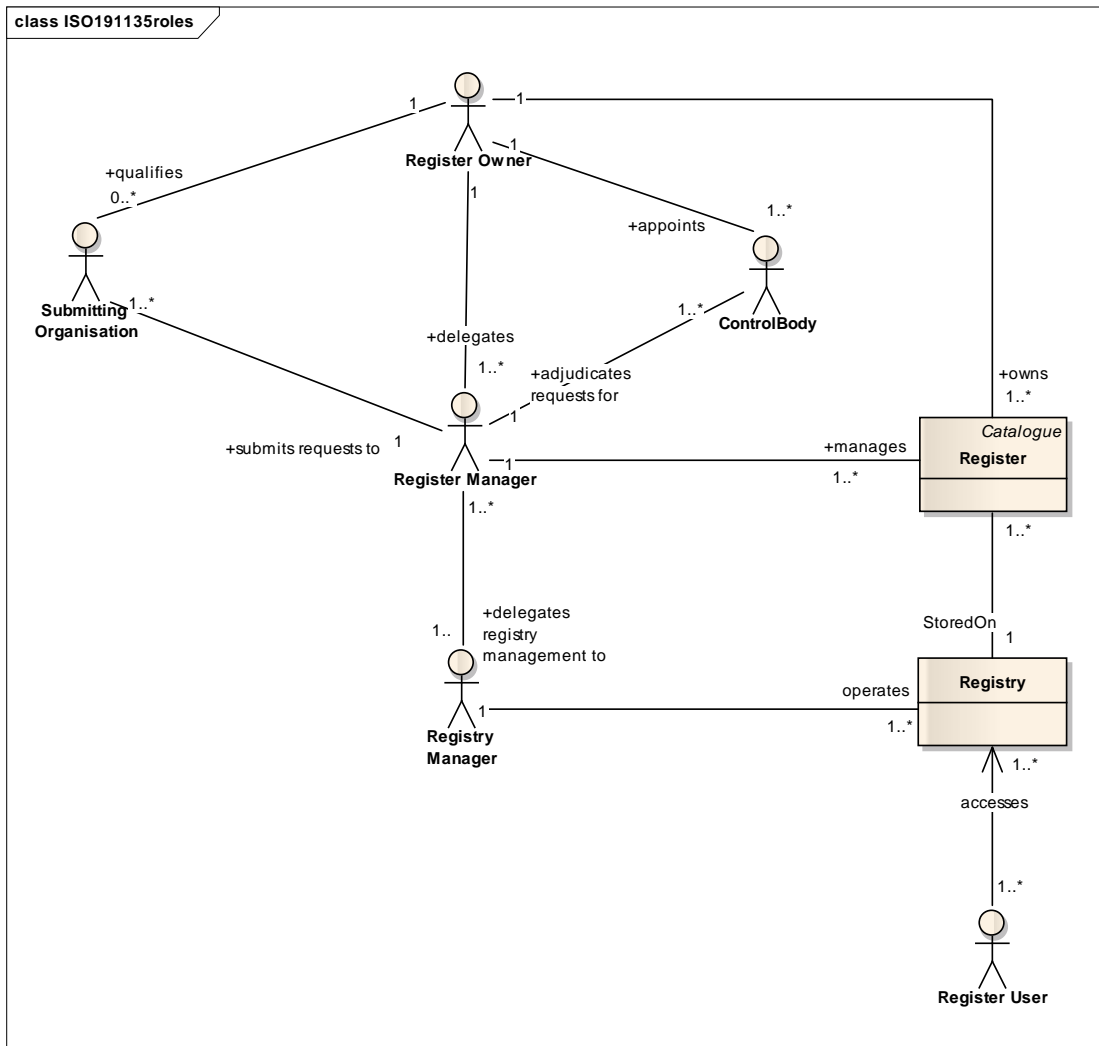 class ISO191135roles
1
1
Register Owner
1
1
+qualifies
0..*
+appoints
1..*
Submitting
Organisation
1..*
ControlBody
1..*
+delegates
1..*
+adjudicates
requests for
1
+owns
1..*
+submits requests to
1
Register Manager
1
1..*
+manages
1..*
Catalogue
Register
1..*
+delegates
registry
management to
1..
StoredOn
1
Registry
Manager
1
operates
1..*
Registry
1..*
accesses
1..*
Register User